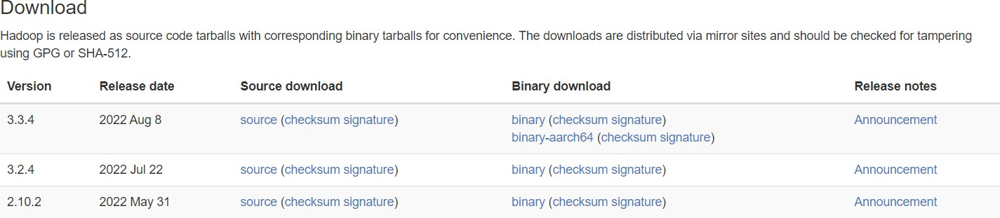 Download
Hadoop is released as source code tarballs with corresponding binary tarballs for convenience. The downloads are distributed via mirror sites and should be checked for tampering
using GPG or SHA-512.
Version Release date Source download Binary download Release notes
3.3.4 2022 Aug 8 source (checksum signature) binary (checksum signature) Announcement
binary-aarch64 (checksum signature)
3.2.4 2022 Jul 22 source (checksum signature) binary (checksum signature) Announcement
2.10.2 2022 May 31 source (checksum signature) binary (checksum signature) Announcement